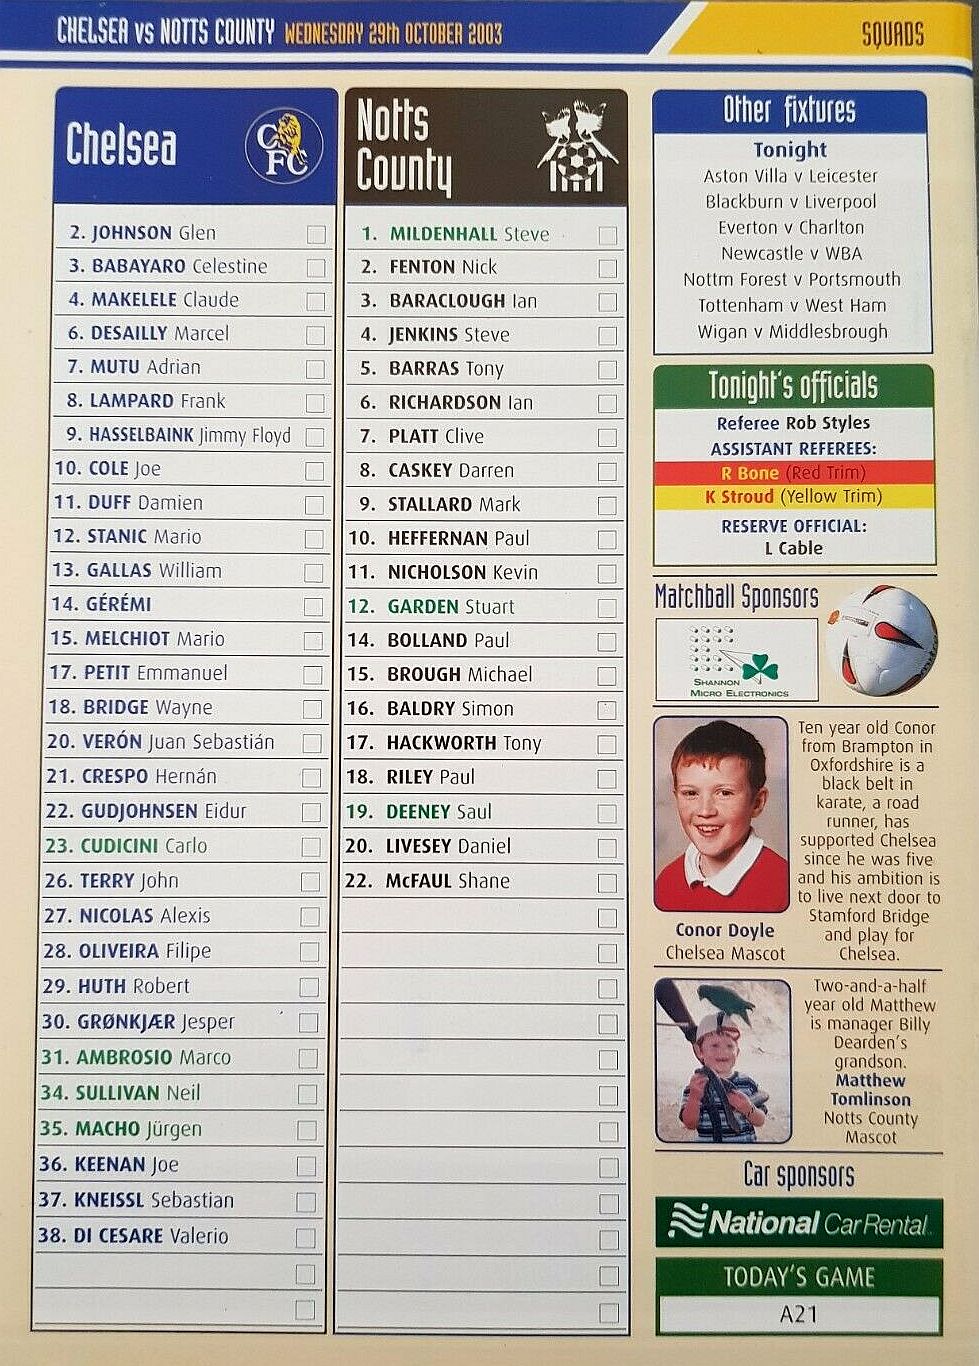 CHELSEA vs NOTTS COUNTY WEDNESDAY 29th OCTOBER 2003
SQUADS
Chelsea
CFC
2. JOHNSON Glen
3. BABAYARO Celestine
4. MAKELELE Claude
6. DESAILLY Marcel
7. MUTU Adrian
8. LAMPARD Frank
9. HASSELBAINK Jimmy Floyd
10. COLE Joe
11. DUFF Damien
12. STANIC Mario
13. GALLAS William
14. GÉRÉMI
15. MELCHIOT Mario
17. PETIT Emmanuel
18. BRIDGE Wayne
20. VERÓN Juan Sebastián
21. CRESPO Hernán
22. GUDJOHNSEN Eidur
23. CUDICINI Carlo
26. TERRY John
27. NICOLAS Alexis
28. OLIVEIRA Filipe
29. HUTH Robert
30. GRØNKJÆR Jesper
31. AMBROSIO Marco
34. SULLIVAN Neil
35. MACHO Jürgen
36. KEENAN Joe
37. KNEISSL Sebastian
38. DI CESARE Valerio
Notts
County
1. MILDENHALL Steve
2. FENTON Nick
3. BARACLOUGH Ian
4. JENKINS Steve
5. BARRAS Tony
6. RICHARDSON Ian
7. PLATT Clive
8. CASKEY Darren
9. STALLARD Mark
10. HEFFERNAN Paul
11. NICHOLSON Kevin
12. GARDEN Stuart
14. BOLLAND Paul
15. BROUGH Michael
16. BALDRY Simon
17. HACKWORTH Tony
18. RILEY Paul
19. DEENEY Saul
20. LIVESEY Daniel
22. McFAUL Shane
Other fixtures
Tonight
Aston Villa v Leicester
Blackburn v Liverpool
Everton v Charlton
Newcastle v WBA
Nottm Forest v Portsmouth
Tottenham v West Ham
Wigan v Middlesbrough
Tonight's officials
Referee Rob Styles
ASSISTANT REFEREES:
R Bone (Red Trim)
K Stroud (Yellow Trim)
RESERVE OFFICIAL:
L Cable
Matchball Sponsors
SHANNON
MICRO ELECTRONICS
Ten year old Conor
from Brampton in
Oxfordshire is a
black belt in
karate, a road
runner, has
supported Chelsea
since he was five
and his ambition is
to live next door to
Stamford Bridge
and play for
Chelsea.
Conor Doyle
Chelsea Mascot
Two-and-a-half
year old Matthew
is manager Billy
Dearden's
grandson.
Matthew
Tomlinson
Notts County
Mascot
Car sponsors
National Car Rental
TODAY'S GAME
A21